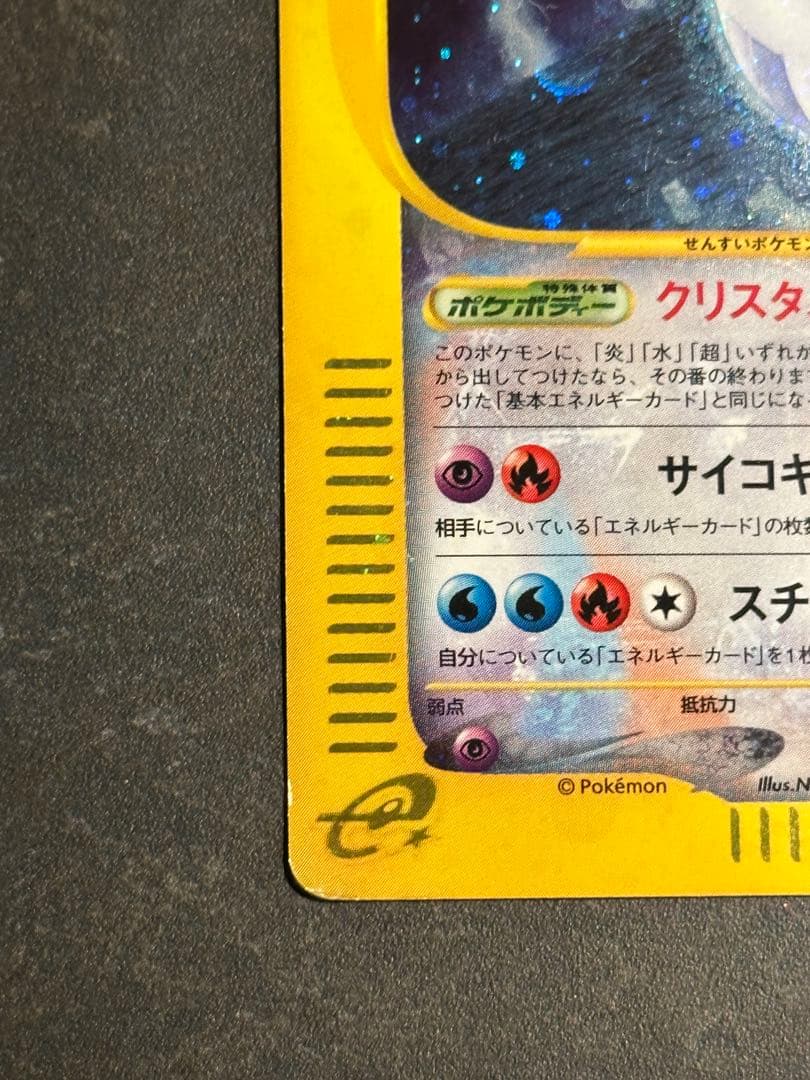 せんすいポケモン
特殊体質
ポケボディー
クリスタ
このポケモンに、「炎」「水」「超」いずれか
から出してつけたなら、その番の終わりま
つけた「基本エネルギーカード」と同じにな
サイコキ
相手についている「エネルギーカード」の枚数
スチ
自分についている「エネルギーカード」を1枚
弱点 抵抗力
© Pokémon Illus.N
e